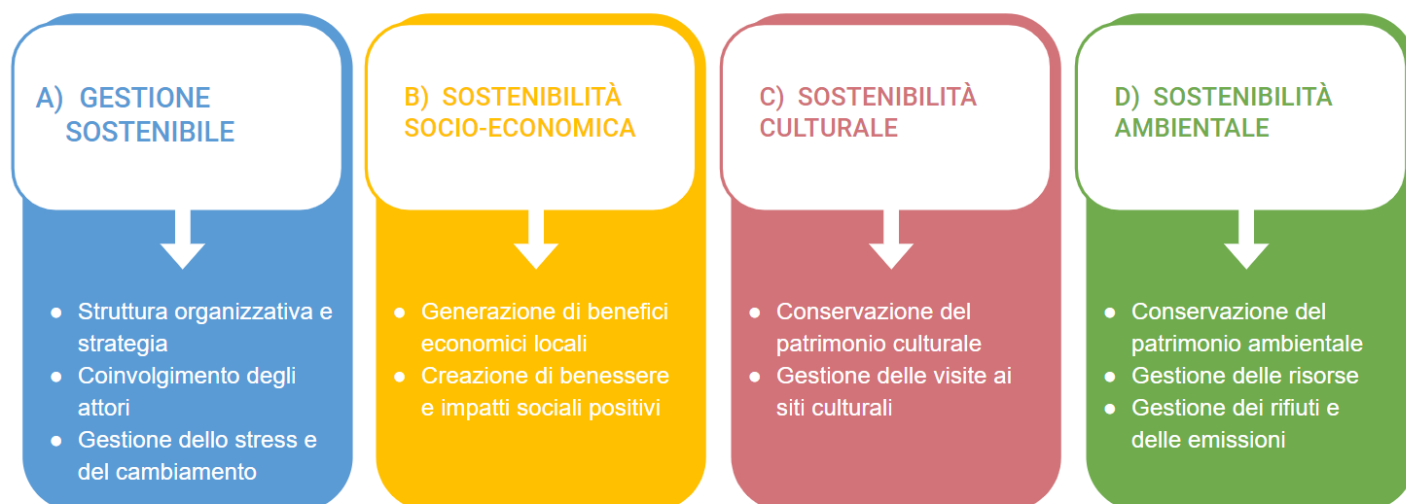 A) GESTIONE
SOSTENIBILE
● Struttura organizzativa e
strategia
● Coinvolgimento degli
attori
● Gestione dello stress e
del cambiamento
B) SOSTENIBILITÀ
SOCIO-ECONOMICA
● Generazione di benefici
economici locali
● Creazione di benessere
e impatti sociali positivi
C) SOSTENIBILITÀ
CULTURALE
● Conservazione del
patrimonio culturale
● Gestione delle visite ai
siti culturali
D) SOSTENIBILITÀ
AMBIENTALE
● Conservazione del
patrimonio ambientale
● Gestione delle risorse
● Gestione dei rifiuti e
delle emissioni